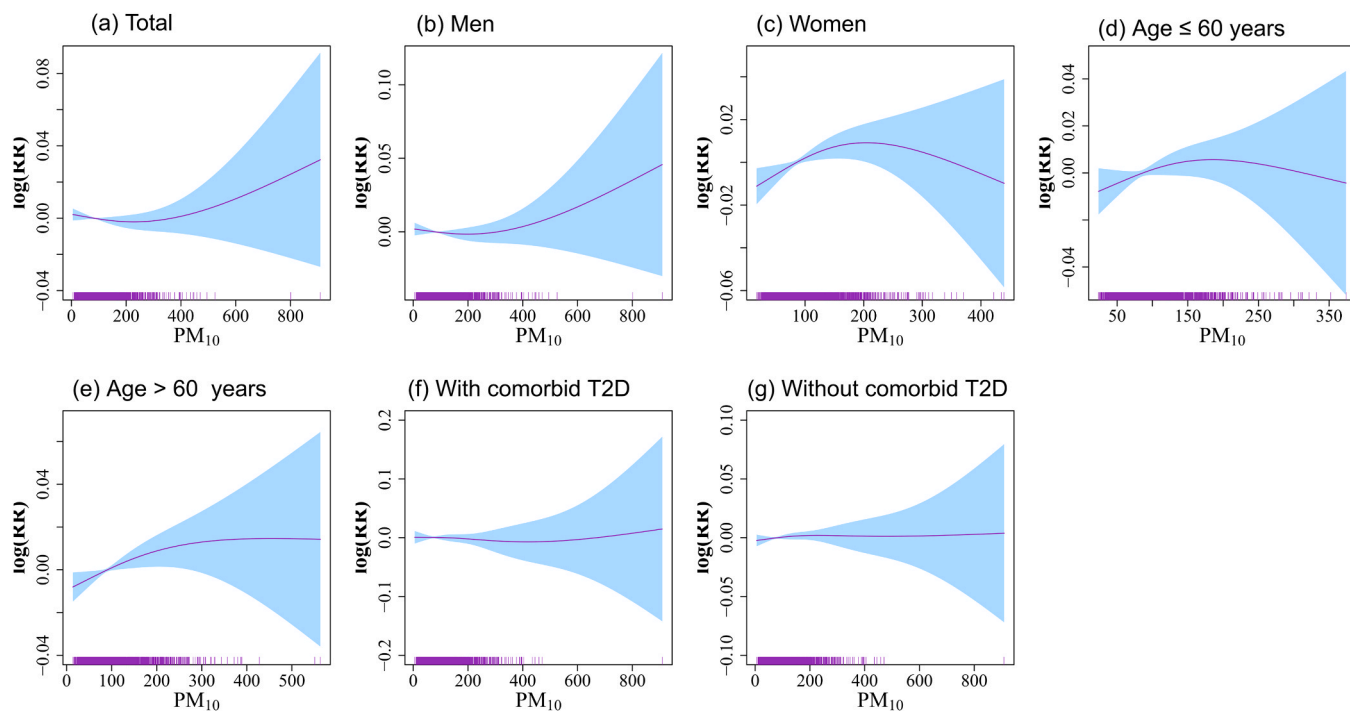 (a) Total
(b) Men
(c) Women
(d) Age ≤ 60 years
log(RR)
0.08
0.04
0.00
−0.04
0 200 400 600 800
PM10
log(RR)
0.10
0.05
0.00
0 200 400 600 800
PM10
log(RR)
0.02
−0.02
−0.06
100 200 300 400
PM10
log(RR)
0.04
0.02
0.00
−0.04
50 150 250 350
PM10
(e) Age > 60 years
(f) With comorbid T2D
(g) Without comorbid T2D
log(RR)
0.04
0.00
−0.04
0 100 200 300 400 500
PM10
log(RR)
0.2
0.1
0.0
−0.1
−0.2
0 200 400 600 800
PM10
log(RR)
0.10
0.05
0.00
−0.05
−0.10
0 200 400 600 800
PM10